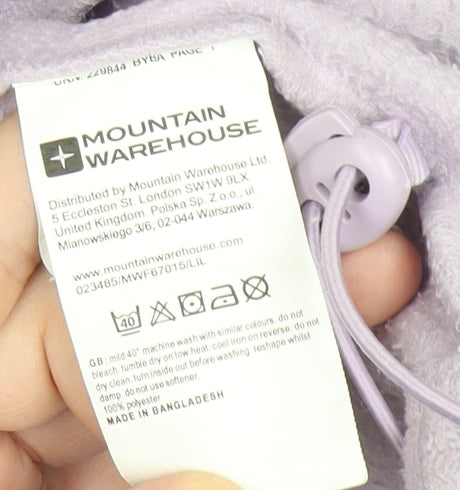 URN: 229844 BYBA PAGE 1
MOUNTAIN
WAREHOUSE
Distributed by Mountain Warehouse Ltd.
5 Eccleston St. London SW1W 9LX
United Kingdom. Polska Sp. Z o.o., ul.
Mianowskiego 3/6, 02-044 Warszawa.
www.mountainwarehouse.com
023485/MWF67015/LIL
40
GB: mild 40° machine wash with similar colours. do not
bleach. tumble dry on low heat. cool iron on reverse. do not
dry clean. turn inside out before washing. reshape whilst
damp. do not use softener.
100% polyester
MADE IN BANGLADESH